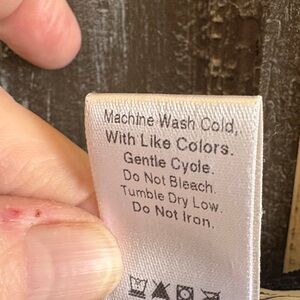 Machine Wash Cold,
With Like Colors.
Gentle Cycle.
Do Not Bleach.
Tumble Dry Low.
Do Not Iron.